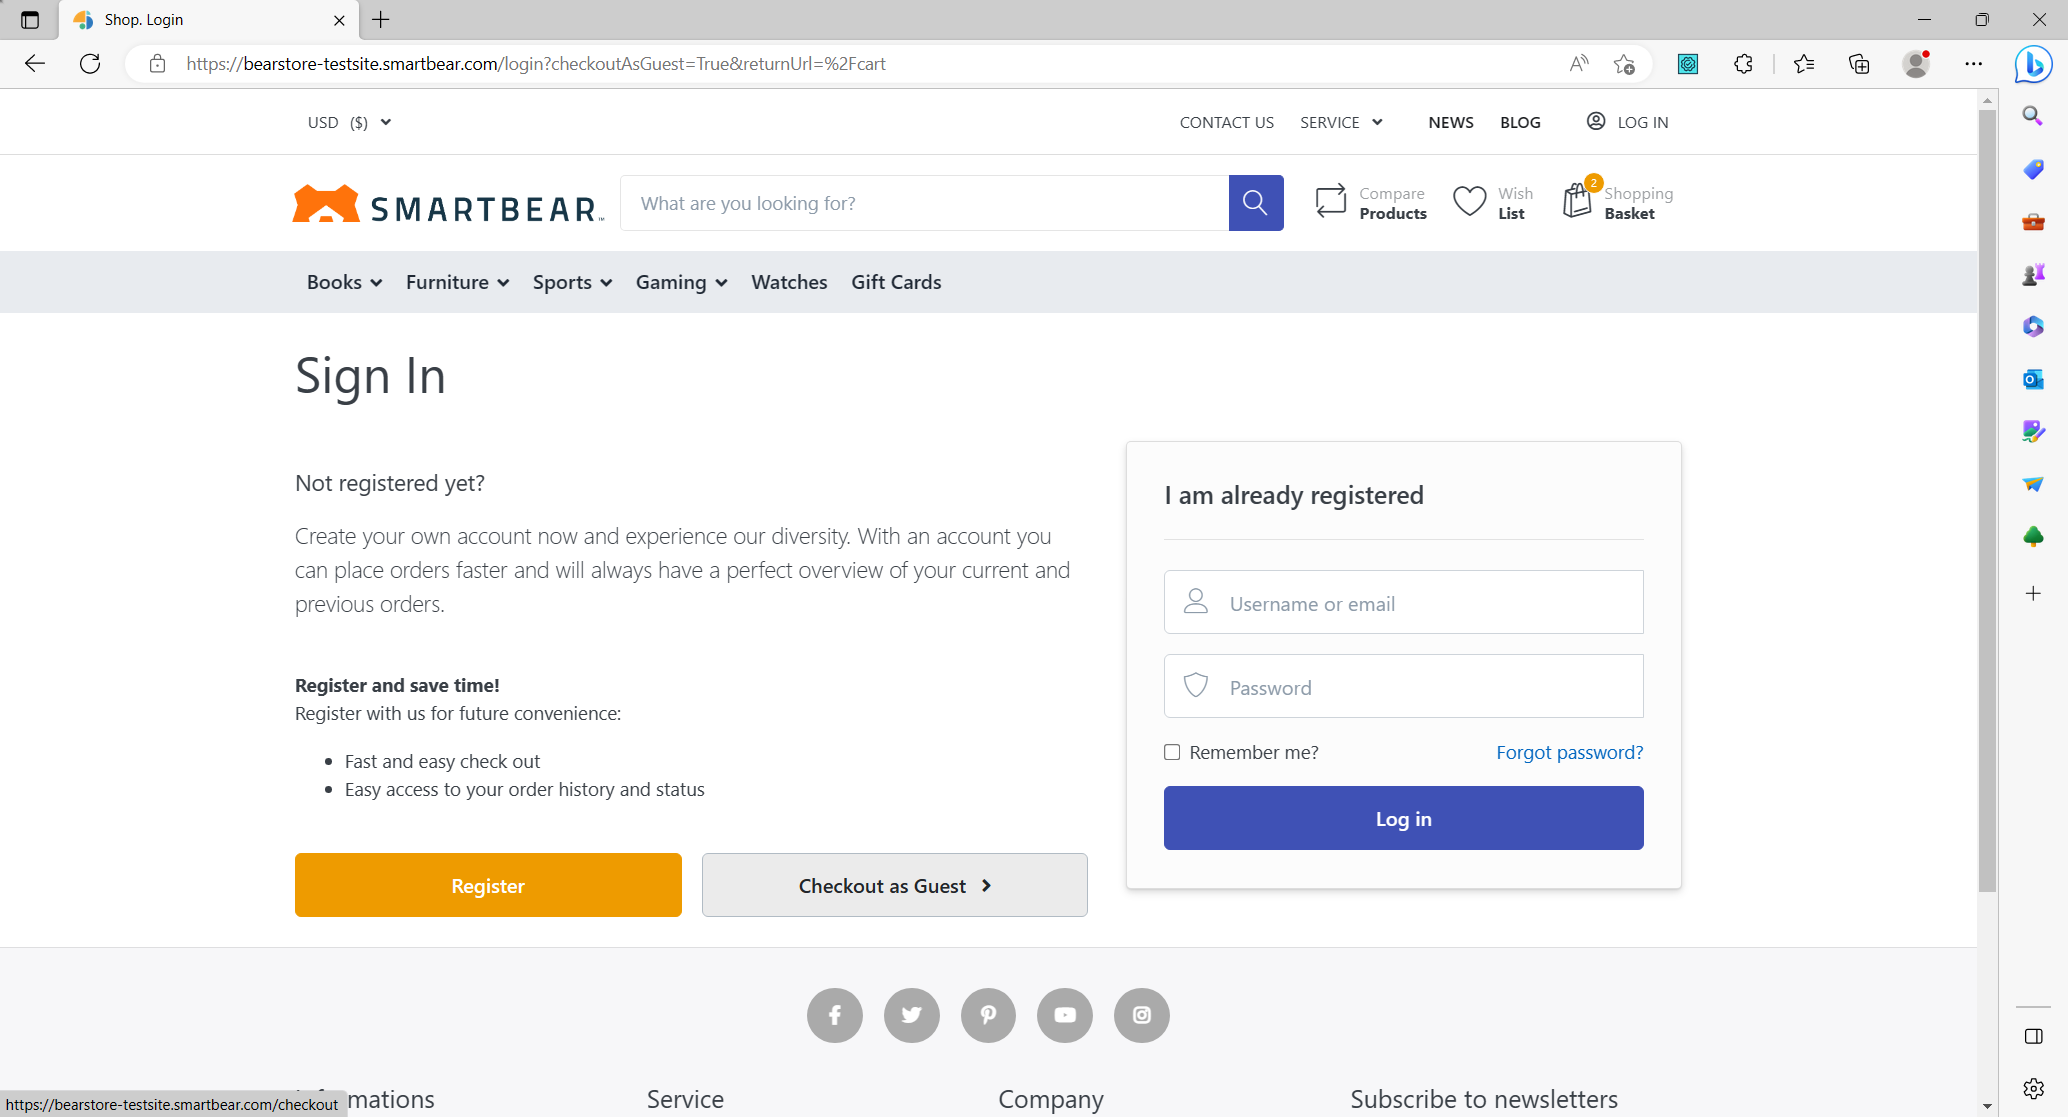 Shop. Login
https://bearstore-testsite.smartbear.com/login?checkoutAsGuest=True&returnUrl=%2Fcart
USD ($)
CONTACT US SERVICE NEWS BLOG LOG IN
SMARTBEAR
What are you looking for?
Compare
Products
Wish
List
2
Shopping
Basket
Books Furniture Sports Gaming Watches Gift Cards
Sign In
Not registered yet?
Create your own account now and experience our diversity. With an account you
can place orders faster and will always have a perfect overview of your current and
previous orders.
Register and save time!
Register with us for future convenience:
Fast and easy check out
Easy access to your order history and status
Register
Checkout as Guest
I am already registered
Username or email
Password
Remember me? Forgot password?
Log in
mations Service Company Subscribe to newsletters
https://bearstore-testsite.smartbear.com/checkout